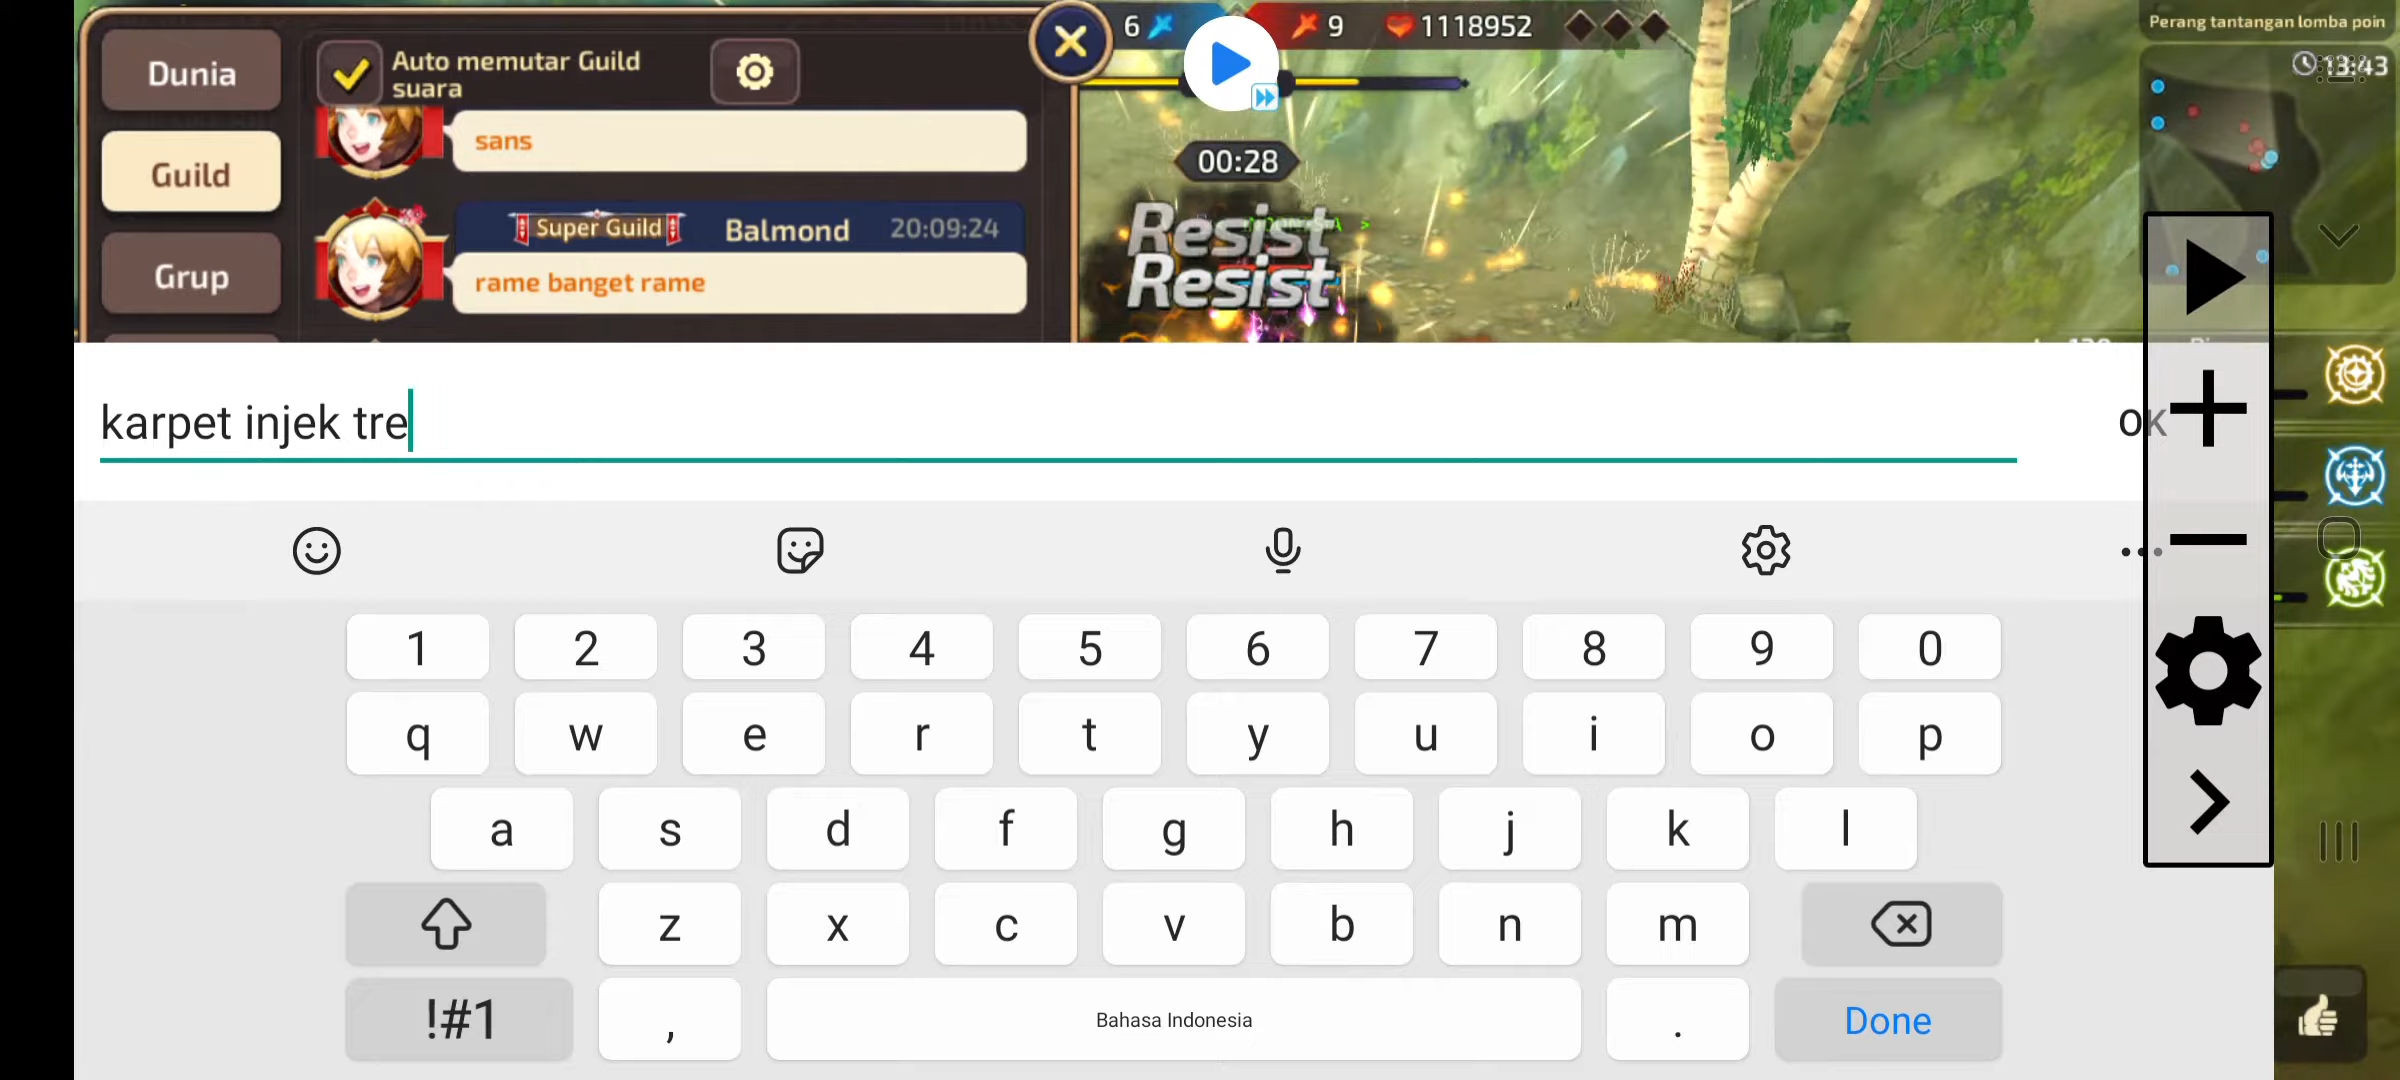 Dunia
Guild
Grup
Auto memutar Guild
suara
sans
Super Guild Balmond 20:09:24
rame banget rame
6
9 1118952
00:28
Resist
Resist
Perang tantangan lomba poin
13:43
karpet injek tre
OK
1 2 3 4 5 6 7 8 9 0
q w e r t y u i o p
a s d f g h j k l
z x c v b n m
!#1 , Bahasa Indonesia . Done